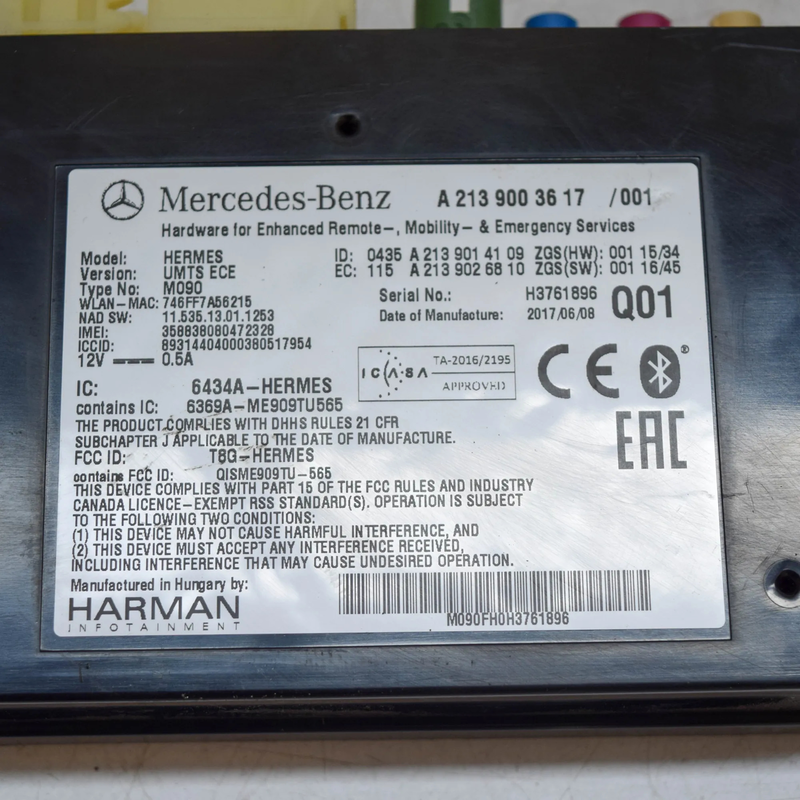 Mercedes-Benz A 213 900 3617 /001
Hardware for Enhanced Remote-, Mobility- & Emergency Services
Model: HERMES ID: 0435 A 213 901 41 09 ZGS(HW): 001 15/34
Version: UMTS ECE EC: 115 A 213 902 68 10 ZGS(SW): 001 16/45
Type No: M090
WLAN-MAC: 746FF7A56215 Serial No.: H3761896 Q01
NAD SW: 11.535.13.01.1253 Date of Manufacture: 2017/06/08
IMEI: 358838080472328
ICCID: 89314404000380517954
12V 0.5A
ICASA TA-2016/2195
APPROVED
CE
EAC
IC: 6434A-HERMES
contains IC: 6369A-ME909TU565
THE PRODUCT COMPLIES WITH DHHS RULES 21 CFR
SUBCHAPTER J APPLICABLE TO THE DATE OF MANUFACTURE.
FCC ID: T8G-HERMES
contains FCC ID: QISME909TU-565
THIS DEVICE COMPLIES WITH PART 15 OF THE FCC RULES AND INDUSTRY
CANADA LICENCE-EXEMPT RSS STANDARD(S). OPERATION IS SUBJECT
TO THE FOLLOWING TWO CONDITIONS:
(1) THIS DEVICE MAY NOT CAUSE HARMFUL INTERFERENCE, AND
(2) THIS DEVICE MUST ACCEPT ANY INTERFERENCE RECEIVED,
INCLUDING INTERFERENCE THAT MAY CAUSE UNDESIRED OPERATION.
Manufactured in Hungary by:
HARMAN
INFOTAINMENT
M090FH0H3761896